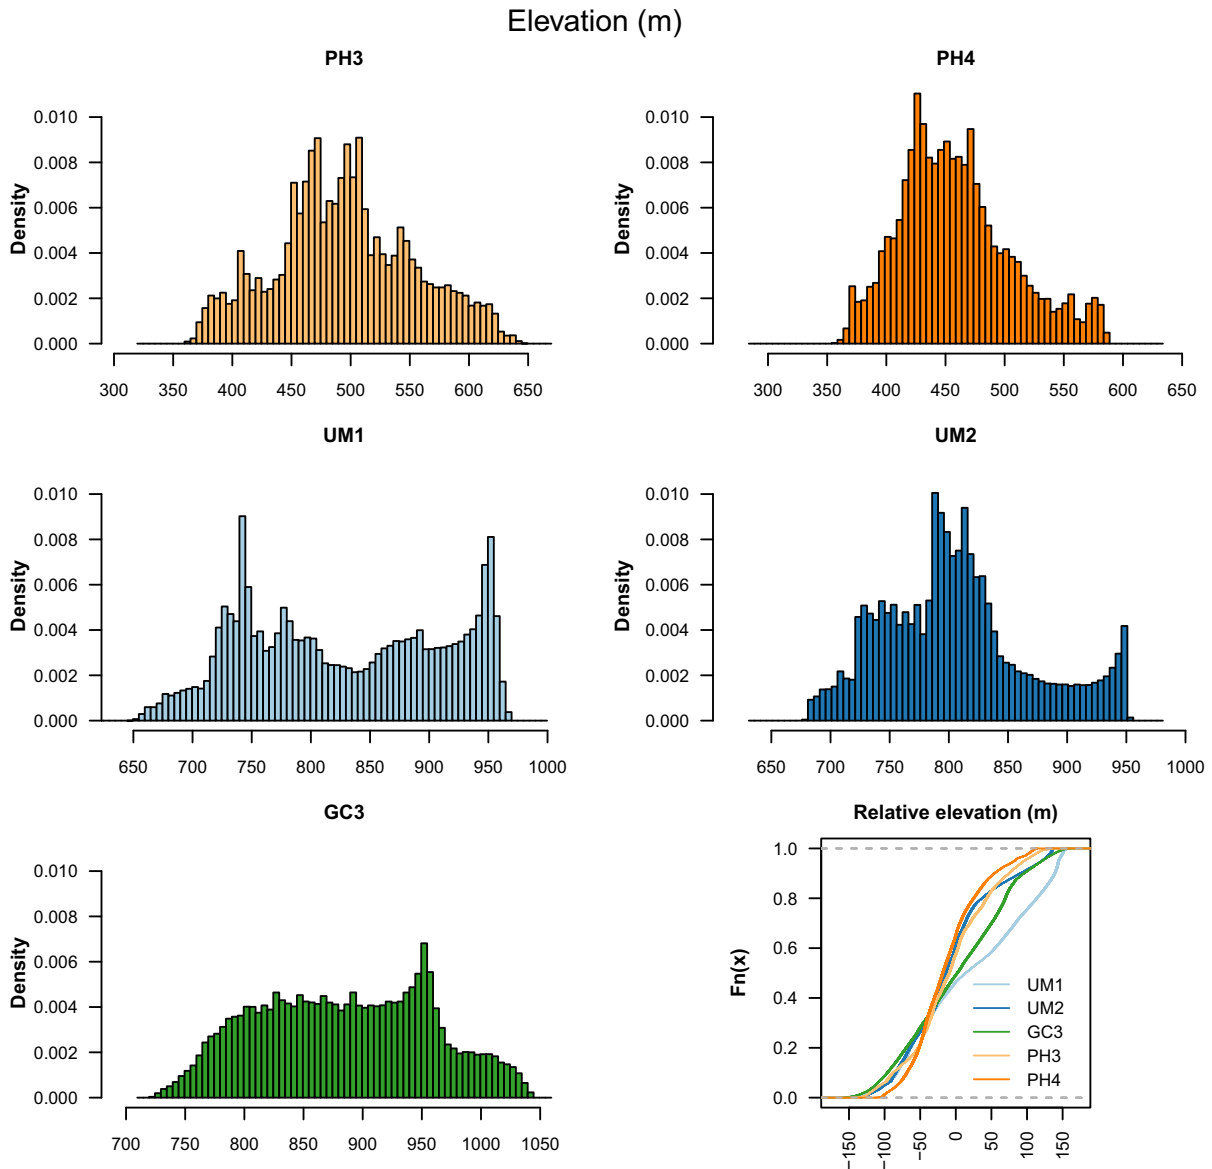 Elevation (m)
PH3
Density
0.010
0.008
0.006
0.004
0.002
0.000
300 350 400 450 500 550 600 650
PH4
Density
0.010
0.008
0.006
0.004
0.002
0.000
300 350 400 450 500 550 600 650
UM1
Density
0.010
0.008
0.006
0.004
0.002
0.000
650 700 750 800 850 900 950 1000
UM2
Density
0.010
0.008
0.006
0.004
0.002
0.000
650 700 750 800 850 900 950 1000
GC3
Density
0.010
0.008
0.006
0.004
0.002
0.000
700 750 800 850 900 950 1000 1050
Relative elevation (m)
Fn(x)
1.0
0.8
0.6
0.4
0.2
0.0
UM1
UM2
GC3
PH3
PH4
−150 −100 −50 0 50 100 150